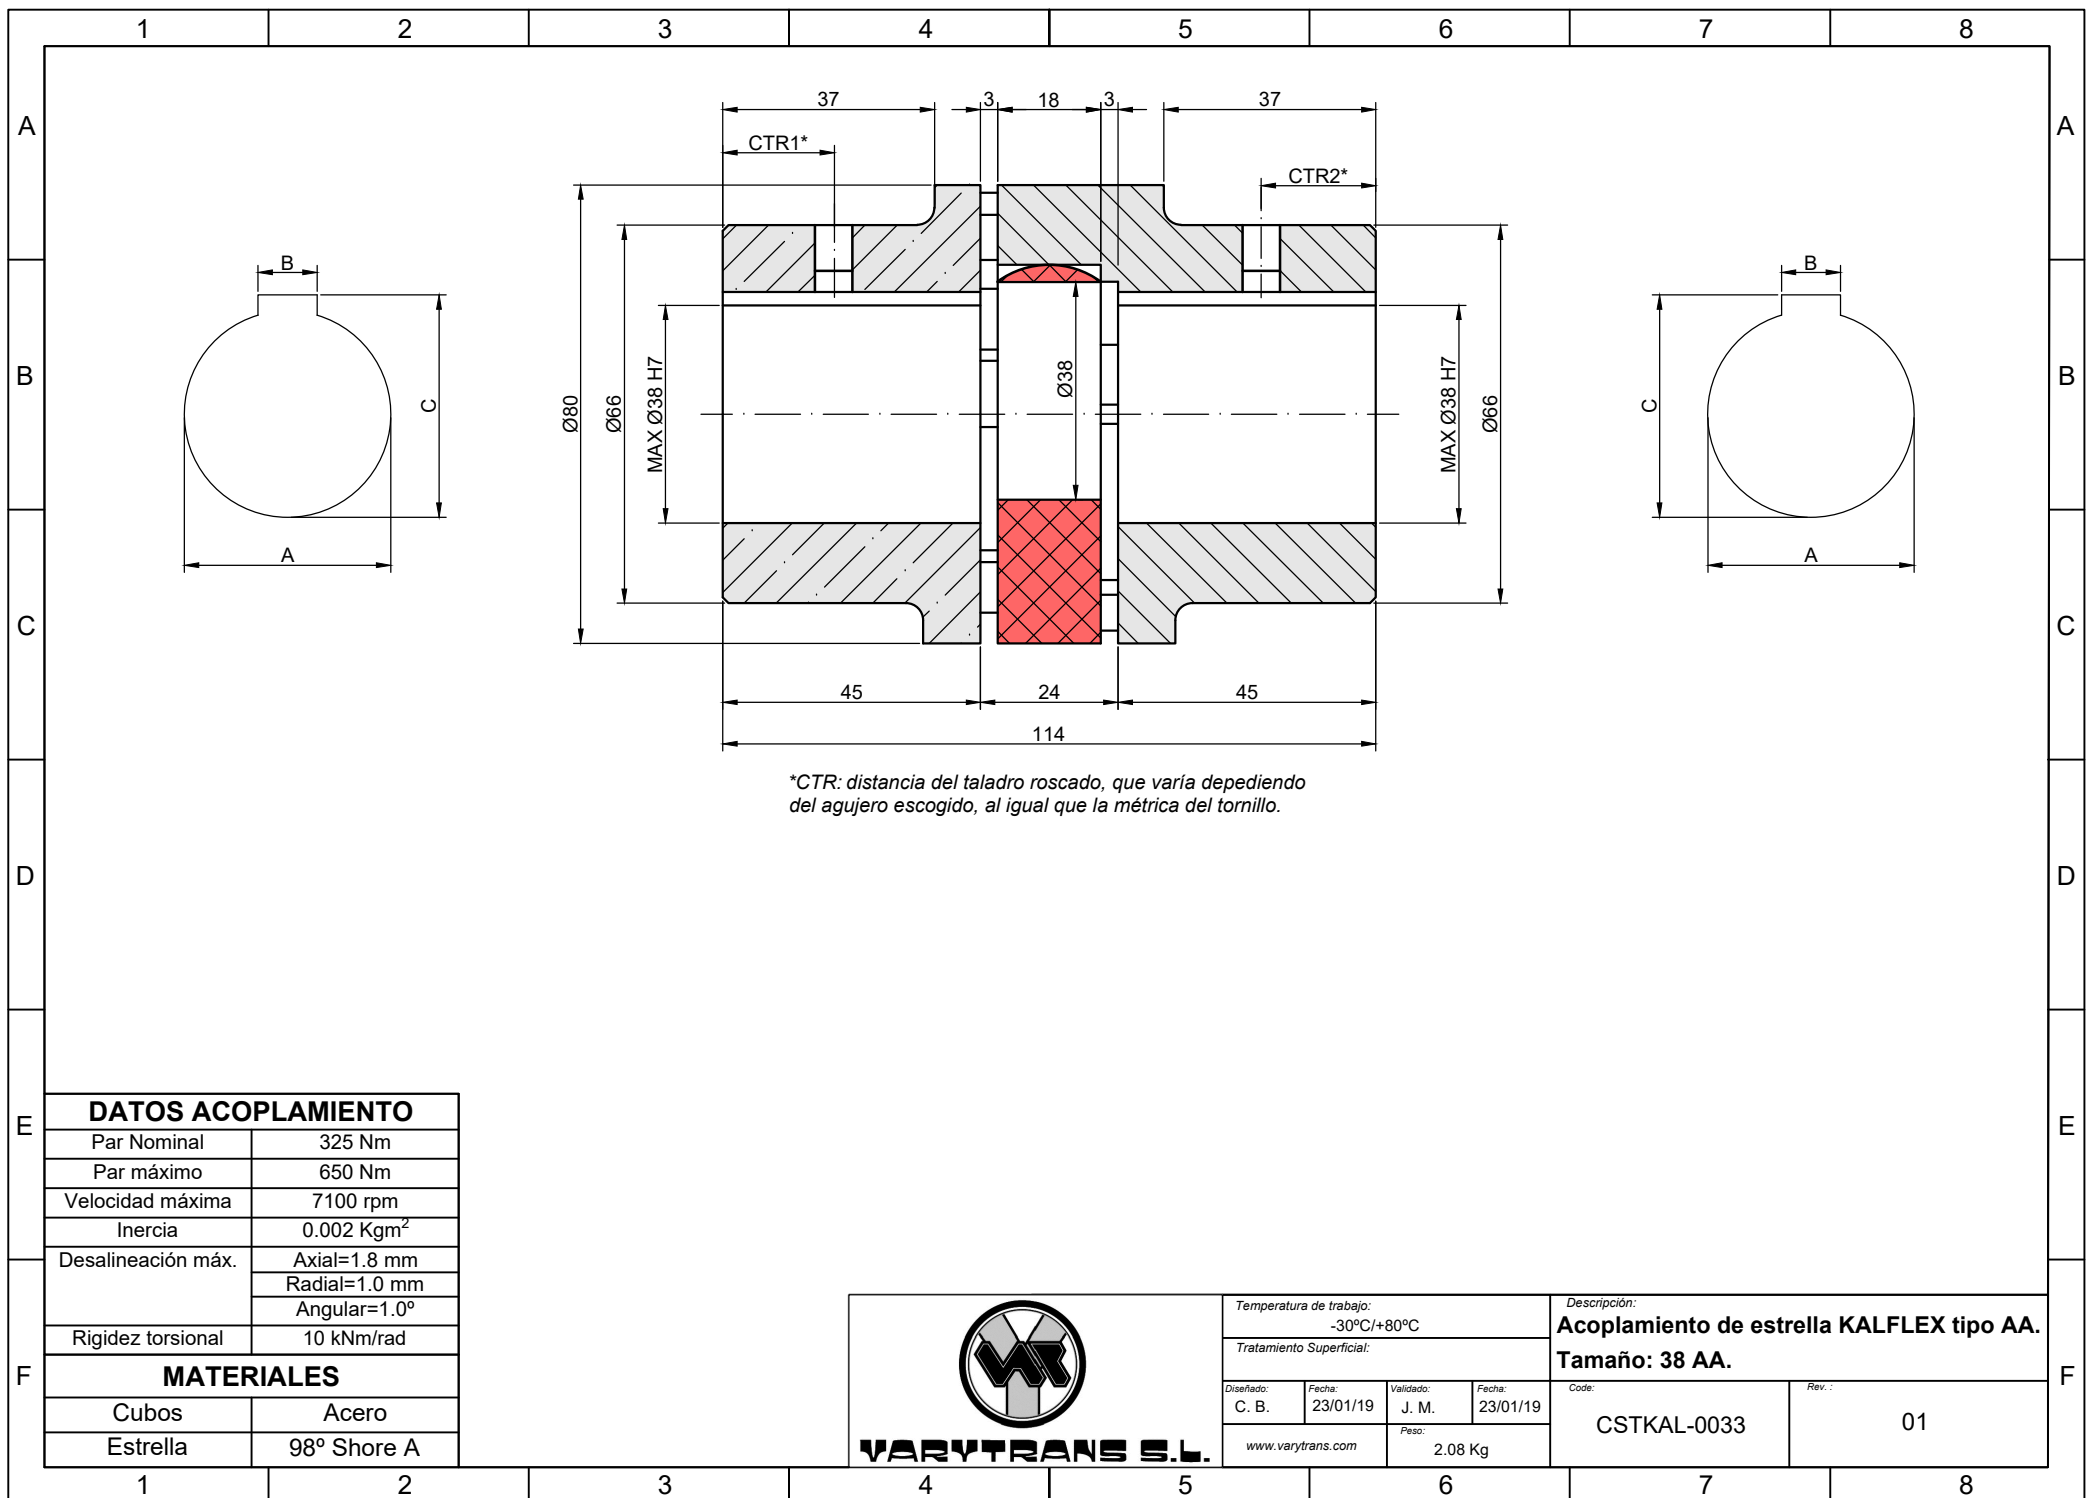 1 2 3 4 5 6 7 8
A A
B B
C C
D D
E E
F F
37 3 18 3 37
CTR1*
CTR2*
B
C
A
Ø80
Ø66
MAX Ø38 H7
Ø38
MAX Ø38 H7
Ø66
B
C
A
45 24 45
114
*CTR: distancia del taladro roscado, que varía depediendo
del agujero escogido, al igual que la métrica del tornillo.
DATOS ACOPLAMIENTO
Par Nominal 325 Nm
Par máximo 650 Nm
Velocidad máxima 7100 rpm
Inercia 0.002 Kgm²
Desalineación máx. Axial=1.8 mm
Radial=1.0 mm
Angular=1.0º
Rigidez torsional 10 kNm/rad
MATERIALES
Cubos Acero
Estrella 98º Shore A
VAR
VARYTRANS S.L.
Temperatura de trabajo:
-30ºC/+80ºC
Tratamiento Superficial:
Diseñado: Fecha: Validado: Fecha:
C. B. 23/01/19 J. M. 23/01/19
www.varytrans.com
Peso:
2.08 Kg
Descripción:
Acoplamiento de estrella KALFLEX tipo AA.
Tamaño: 38 AA.
Code:
CSTKAL-0033
Rev. :
01
1 2 3 4 5 6 7 8